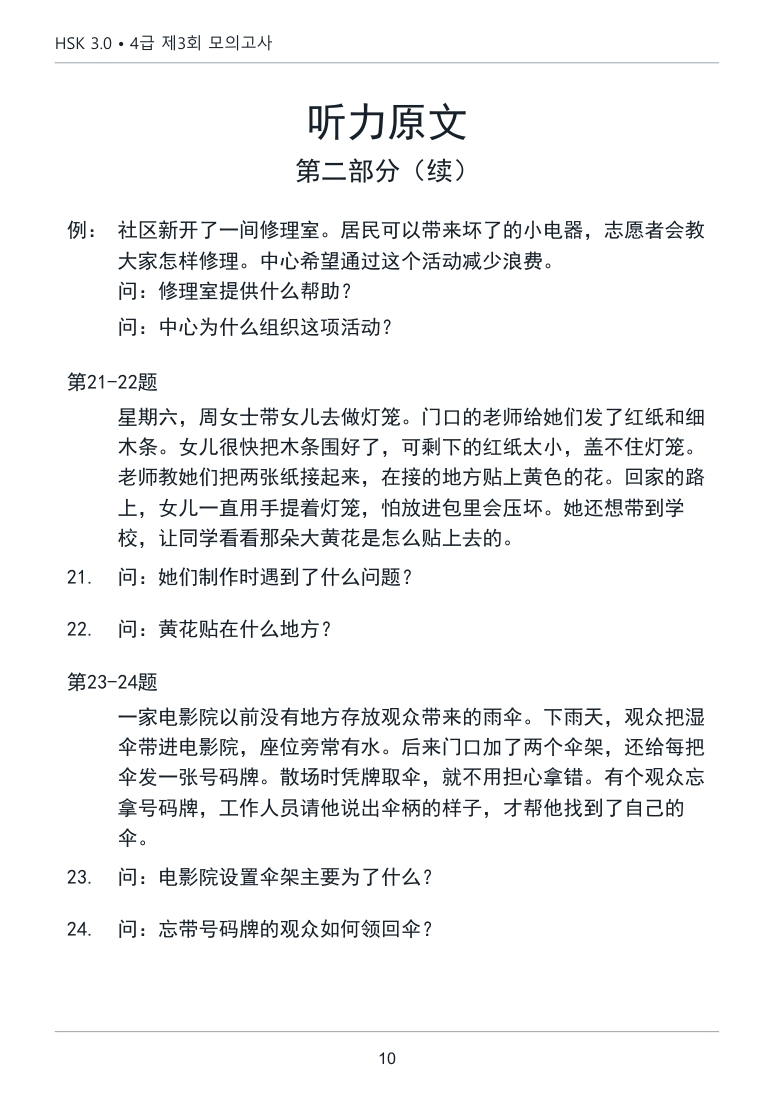 HSK 3.0 • 4급 제3회 모의고사
听力原文
第二部分（续）
例： 社区新开了一间修理室。居民可以带来坏了的小电器，志愿者会教
大家怎样修理。中心希望通过这个活动减少浪费。
问：修理室提供什么帮助？
问：中心为什么组织这项活动？
第21-22题
星期六，周女士带女儿去做灯笼。门口的老师给她们发了红纸和细
木条。女儿很快把木条围好了，可剩下的红纸太小，盖不住灯笼。
老师教她们把两张纸接起来，在接的地方贴上黄色的花。回家的路
上，女儿一直用手提着灯笼，怕放进包里会压坏。她还想带到学
校，让同学看看那朵大黄花是怎么贴上去的。
21. 问：她们制作时遇到了什么问题？
22. 问：黄花贴在什么地方？
第23-24题
一家电影院以前没有地方存放观众带来的雨伞。下雨天，观众把湿
伞带进电影院，座位旁常有水。后来门口加了两个伞架，还给每把
伞发一张号码牌。散场时凭牌取伞，就不用担心拿错。有个观众忘
拿号码牌，工作人员请他说出伞柄的样子，才帮他找到了自己的
伞。
23. 问：电影院设置伞架主要为了什么？
24. 问：忘带号码牌的观众如何领回伞？
10